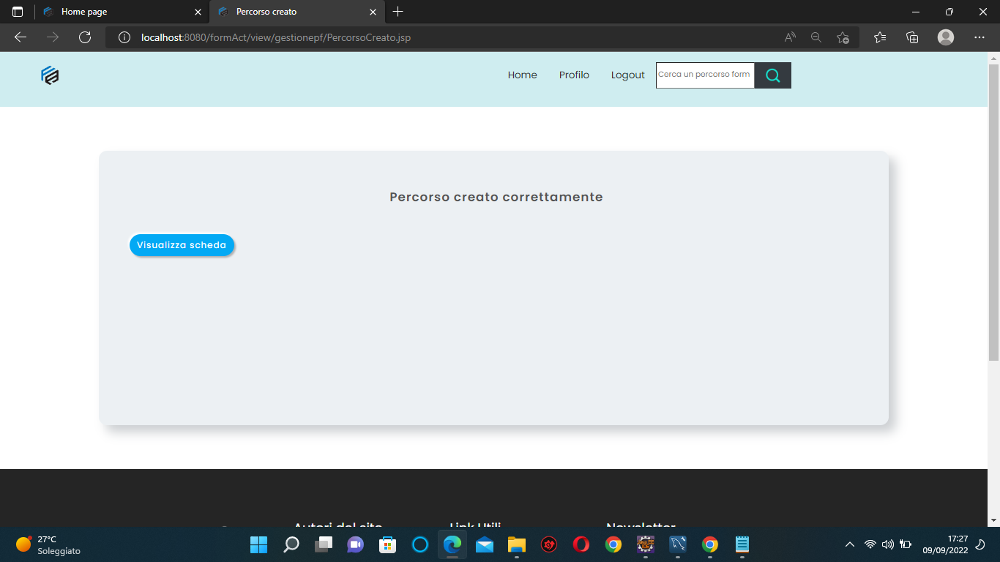 Home page
Percorso creato
localhost:8080/formAct/view/gestionepf/PercorsoCreato.jsp
Home
Profilo
Logout
Cerca un percorso form
Percorso creato correttamente
Visualizza scheda
Autori del sito
Link Utili
Newsletter
27°C
Soleggiato
17:27
09/09/2022